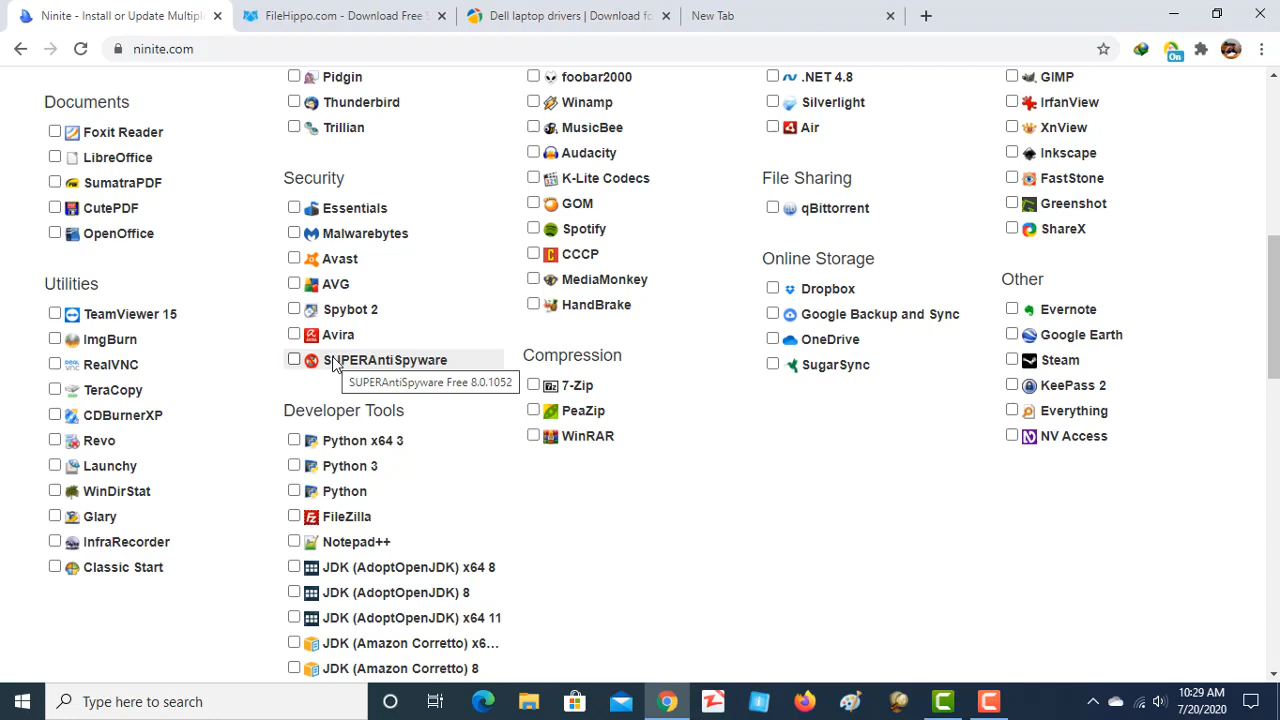 Ninite - Install or Update Multipl
FileHippo.com - Download Free S
Dell laptop drivers | Download fo
New Tab
ninite.com
On
Documents
Foxit Reader
LibreOffice
SumatraPDF
CutePDF
OpenOffice
Utilities
TeamViewer 15
ImgBurn
RealVNC
TeraCopy
CDBurnerXP
Revo
Launchy
WinDirStat
Glary
InfraRecorder
Classic Start
Pidgin
Thunderbird
Trillian
Security
Essentials
Malwarebytes
Avast
AVG
Spybot 2
Avira
SUPERAntiSpyware
SUPERAntiSpyware Free 8.0.1052
Developer Tools
Python x64 3
Python 3
Python
FileZilla
Notepad++
JDK (AdoptOpenJDK) x64 8
JDK (AdoptOpenJDK) 8
JDK (AdoptOpenJDK) x64 11
JDK (Amazon Corretto) x6...
JDK (Amazon Corretto) 8
foobar2000
Winamp
MusicBee
Audacity
K-Lite Codecs
GOM
Spotify
CCCP
MediaMonkey
HandBrake
Compression
7-Zip
PeaZip
WinRAR
.NET 4.8
Silverlight
Air
File Sharing
qBittorrent
Online Storage
Dropbox
Google Backup and Sync
OneDrive
SugarSync
GIMP
IrfanView
XnView
Inkscape
FastStone
Greenshot
ShareX
Other
Evernote
Google Earth
Steam
KeePass 2
Everything
NV Access
Type here to search
10:29 AM
7/20/2020